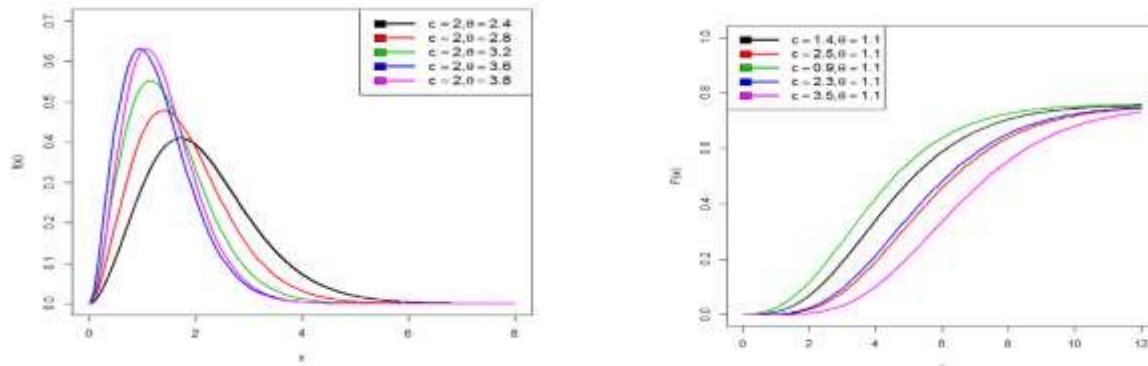 f(x)
0.0 0.1 0.2 0.3 0.4 0.5 0.6 0.7
c = 2,θ = 2.4
c = 2,θ = 2.8
c = 2,θ = 3.2
c = 2,θ = 3.6
c = 2,θ = 3.8
0 2 4 6 8
x
F(x)
0.0 0.2 0.4 0.6 0.8 1.0
c = 1.4,θ = 1.1
c = 2.5,θ = 1.1
c = 0.9,θ = 1.1
c = 2.3,θ = 1.1
c = 3.5,θ = 1.1
0 2 4 6 8 10 12